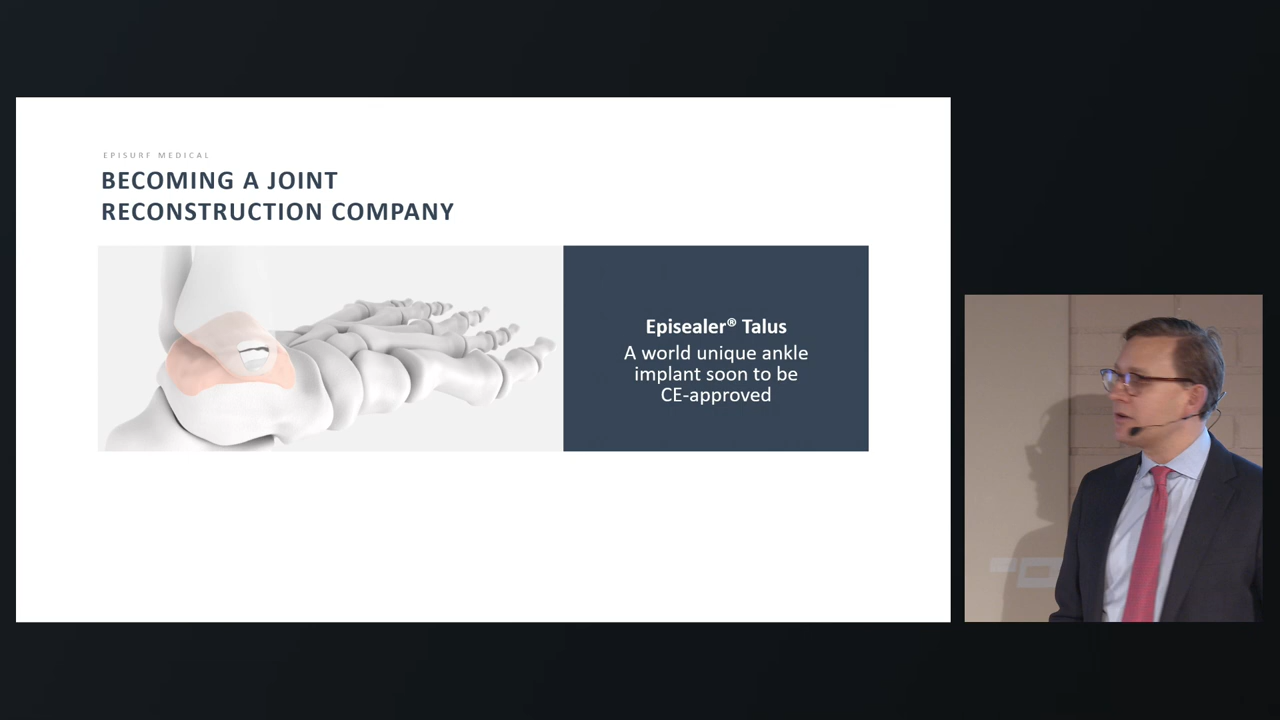 EPISURF MEDICAL
BECOMING A JOINT
RECONSTRUCTION COMPANY
Episealer® Talus
A world unique ankle
implant soon to be
CE-approved